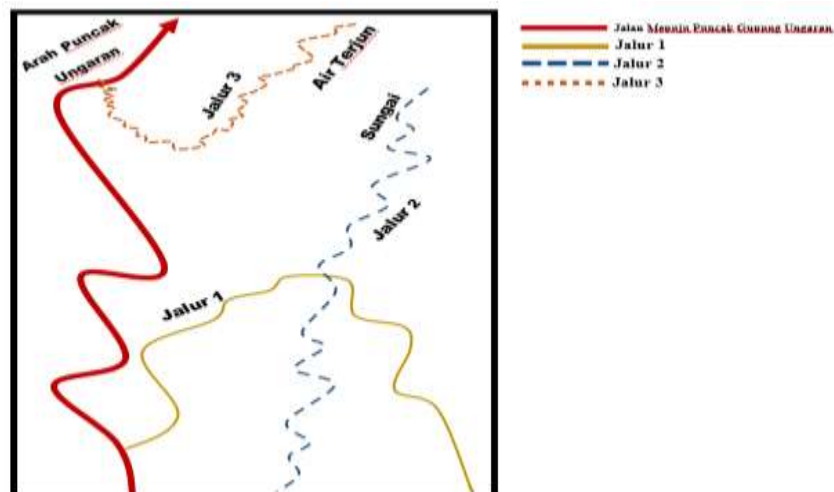 Arah Puncak
Ungaran
Jalur 3
Air Terjun
Sungai
Jalur 2
Jalur 1
Jalan Menuju Puncak Gunung Ungaran
Jalur 1
Jalur 2
Jalur 3